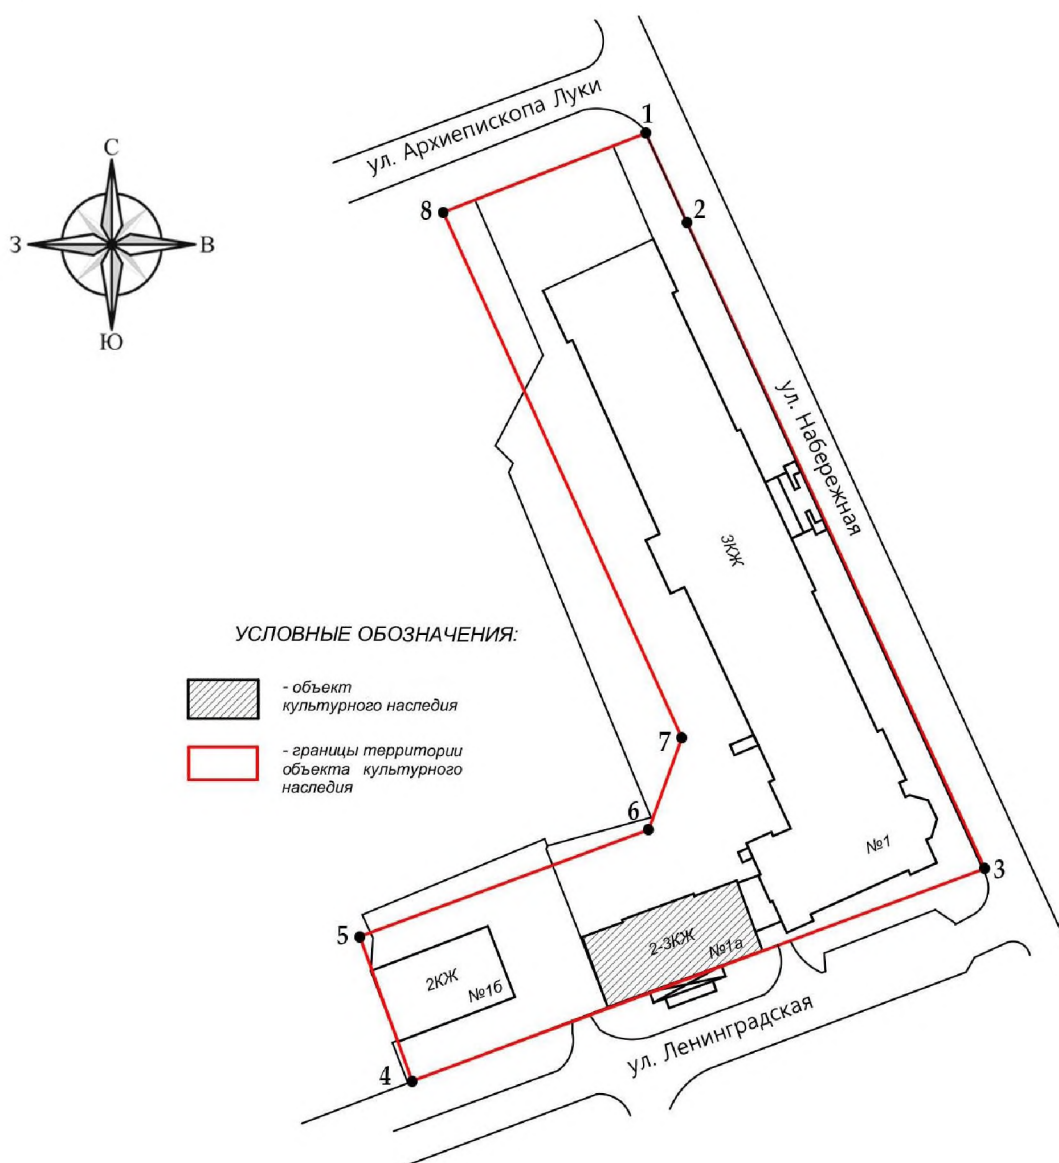 ул. Архиепископа Луки
1
С
8
2
З
В
Ю
ул. Набережная
3КЖ
УСЛОВНЫЕ ОБОЗНАЧЕНИЯ:
- объект
культурного наследия
7
- границы территории
объекта культурного
наследия
6
№1
3
5
2-3КЖ
№1а
2КЖ
№1б
ул. Ленинградская
4